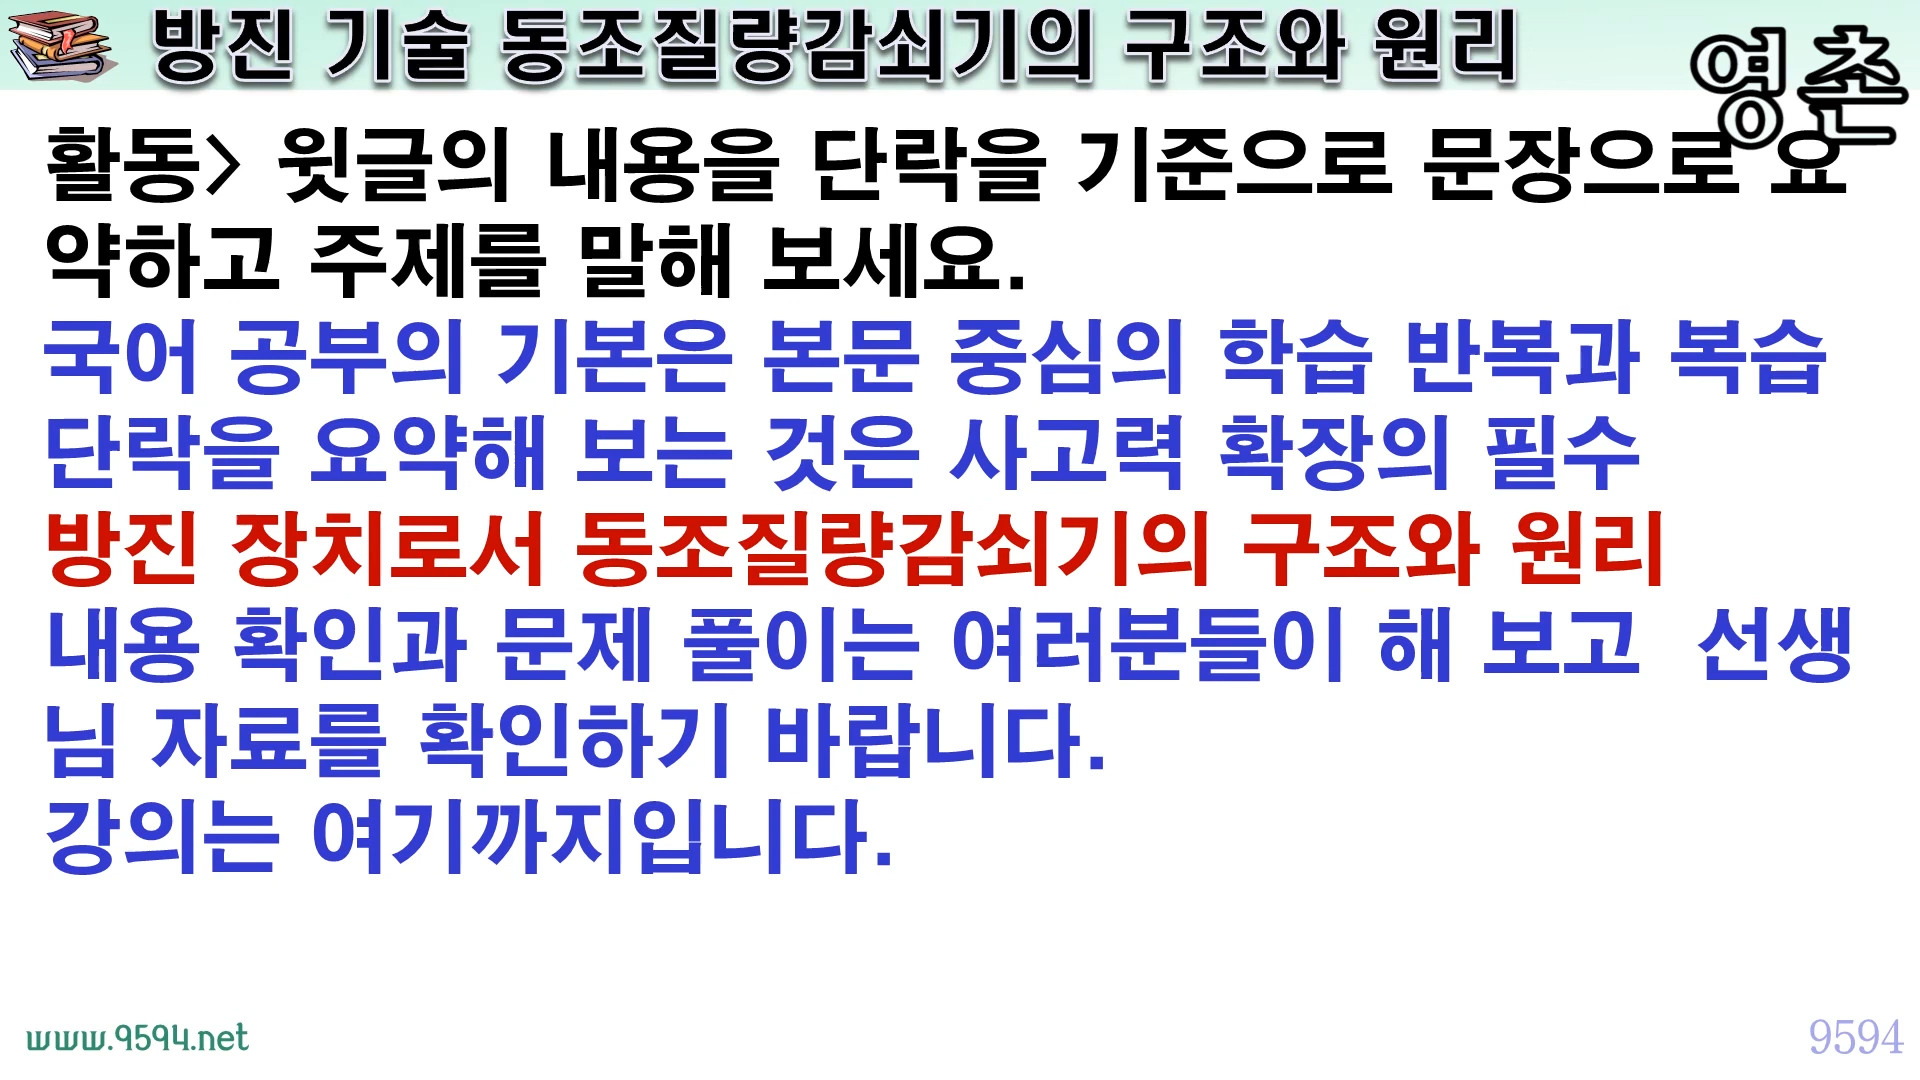 방진 기술 동조질량감쇠기의 구조와 원리
영촌
활동> 윗글의 내용을 단락을 기준으로 문장으로 요
약하고 주제를 말해 보세요.
국어 공부의 기본은 본문 중심의 학습 반복과 복습
단락을 요약해 보는 것은 사고력 확장의 필수
방진 장치로서 동조질량감쇠기의 구조와 원리
내용 확인과 문제 풀이는 여러분들이 해 보고  선생
님 자료를 확인하기 바랍니다.
강의는 여기까지입니다.
www.9594.net
9594